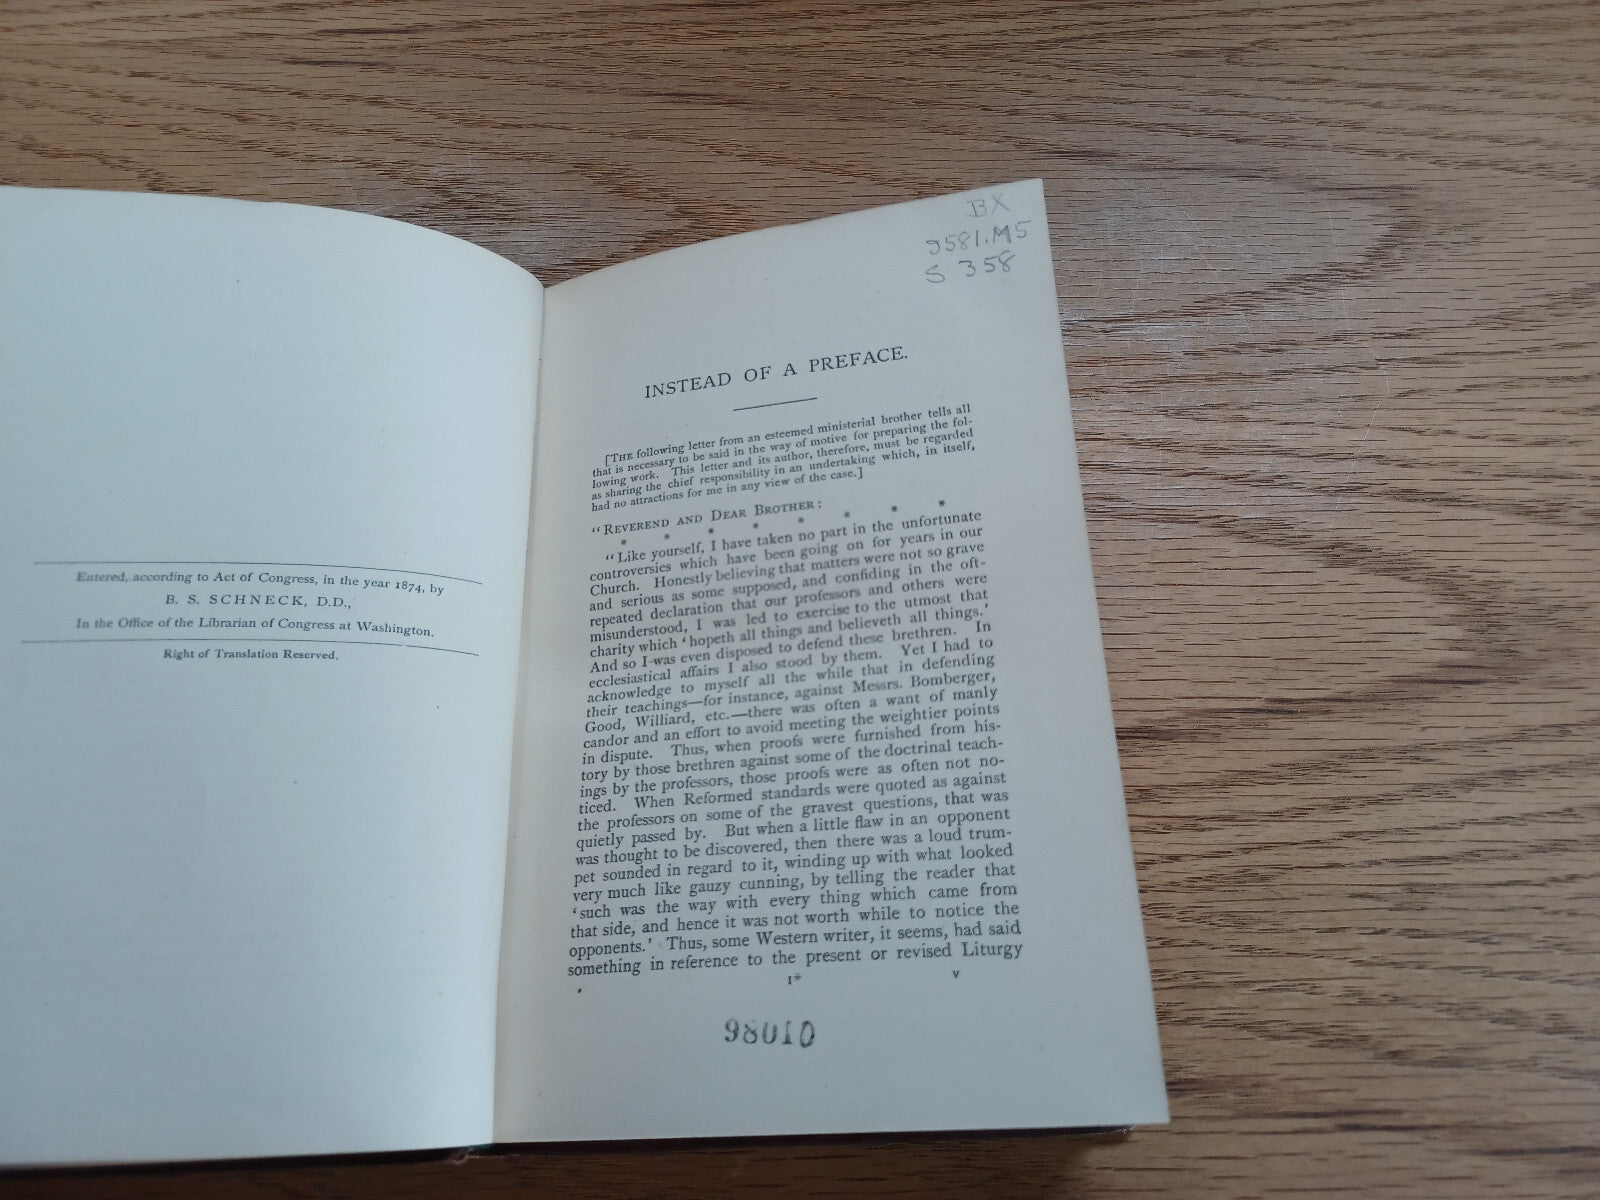 Entered, according to Act of Congress, in the year 1874, by
B. S. SCHNECK, D.D.,
In the Office of the Librarian of Congress at Washington.
Right of Translation Reserved.
BX
9581.M5
S 358
INSTEAD OF A PREFACE.
[THE following letter from an esteemed ministerial brother tells all
that is necessary to be said in the way of motive for preparing the fol-
lowing work. This letter and its author, therefore, must be regarded
as sharing the chief responsibility in an undertaking which, in itself,
had no attractions for me in any view of the case.]
"REVEREND AND DEAR BROTHER:
* * * * * * * *
"Like yourself, I have taken no part in the unfortunate
controversies which have been going on for years in our
Church. Honestly believing that matters were not so grave
and serious as some supposed, and confiding in the oft-
repeated declaration that our professors and others were
misunderstood, I was led to exercise to the utmost that
charity which 'hopeth all things and believeth all things.'
And so I was even disposed to defend these brethren. In
ecclesiastical affairs I also stood by them. Yet I had to
acknowledge to myself all the while that in defending
their teachings—for instance, against Messrs. Bomberger,
Good, Williard, etc.—there was often a want of manly
candor and an effort to avoid meeting the weightier points
in dispute. Thus, when proofs were furnished from his-
tory by those brethren against some of the doctrinal teach-
ings by the professors, those proofs were as often not no-
ticed. When Reformed standards were quoted as against
the professors on some of the gravest questions, that was
quietly passed by. But when a little flaw in an opponent
was thought to be discovered, then there was a loud trum-
pet sounded in regard to it, winding up with what looked
very much like gauzy cunning, by telling the reader that
'such was the way with every thing which came from
that side, and hence it was not worth while to notice the
opponents.' Thus, some Western writer, it seems, had said
something in reference to the present or revised Liturgy
1* v
98010